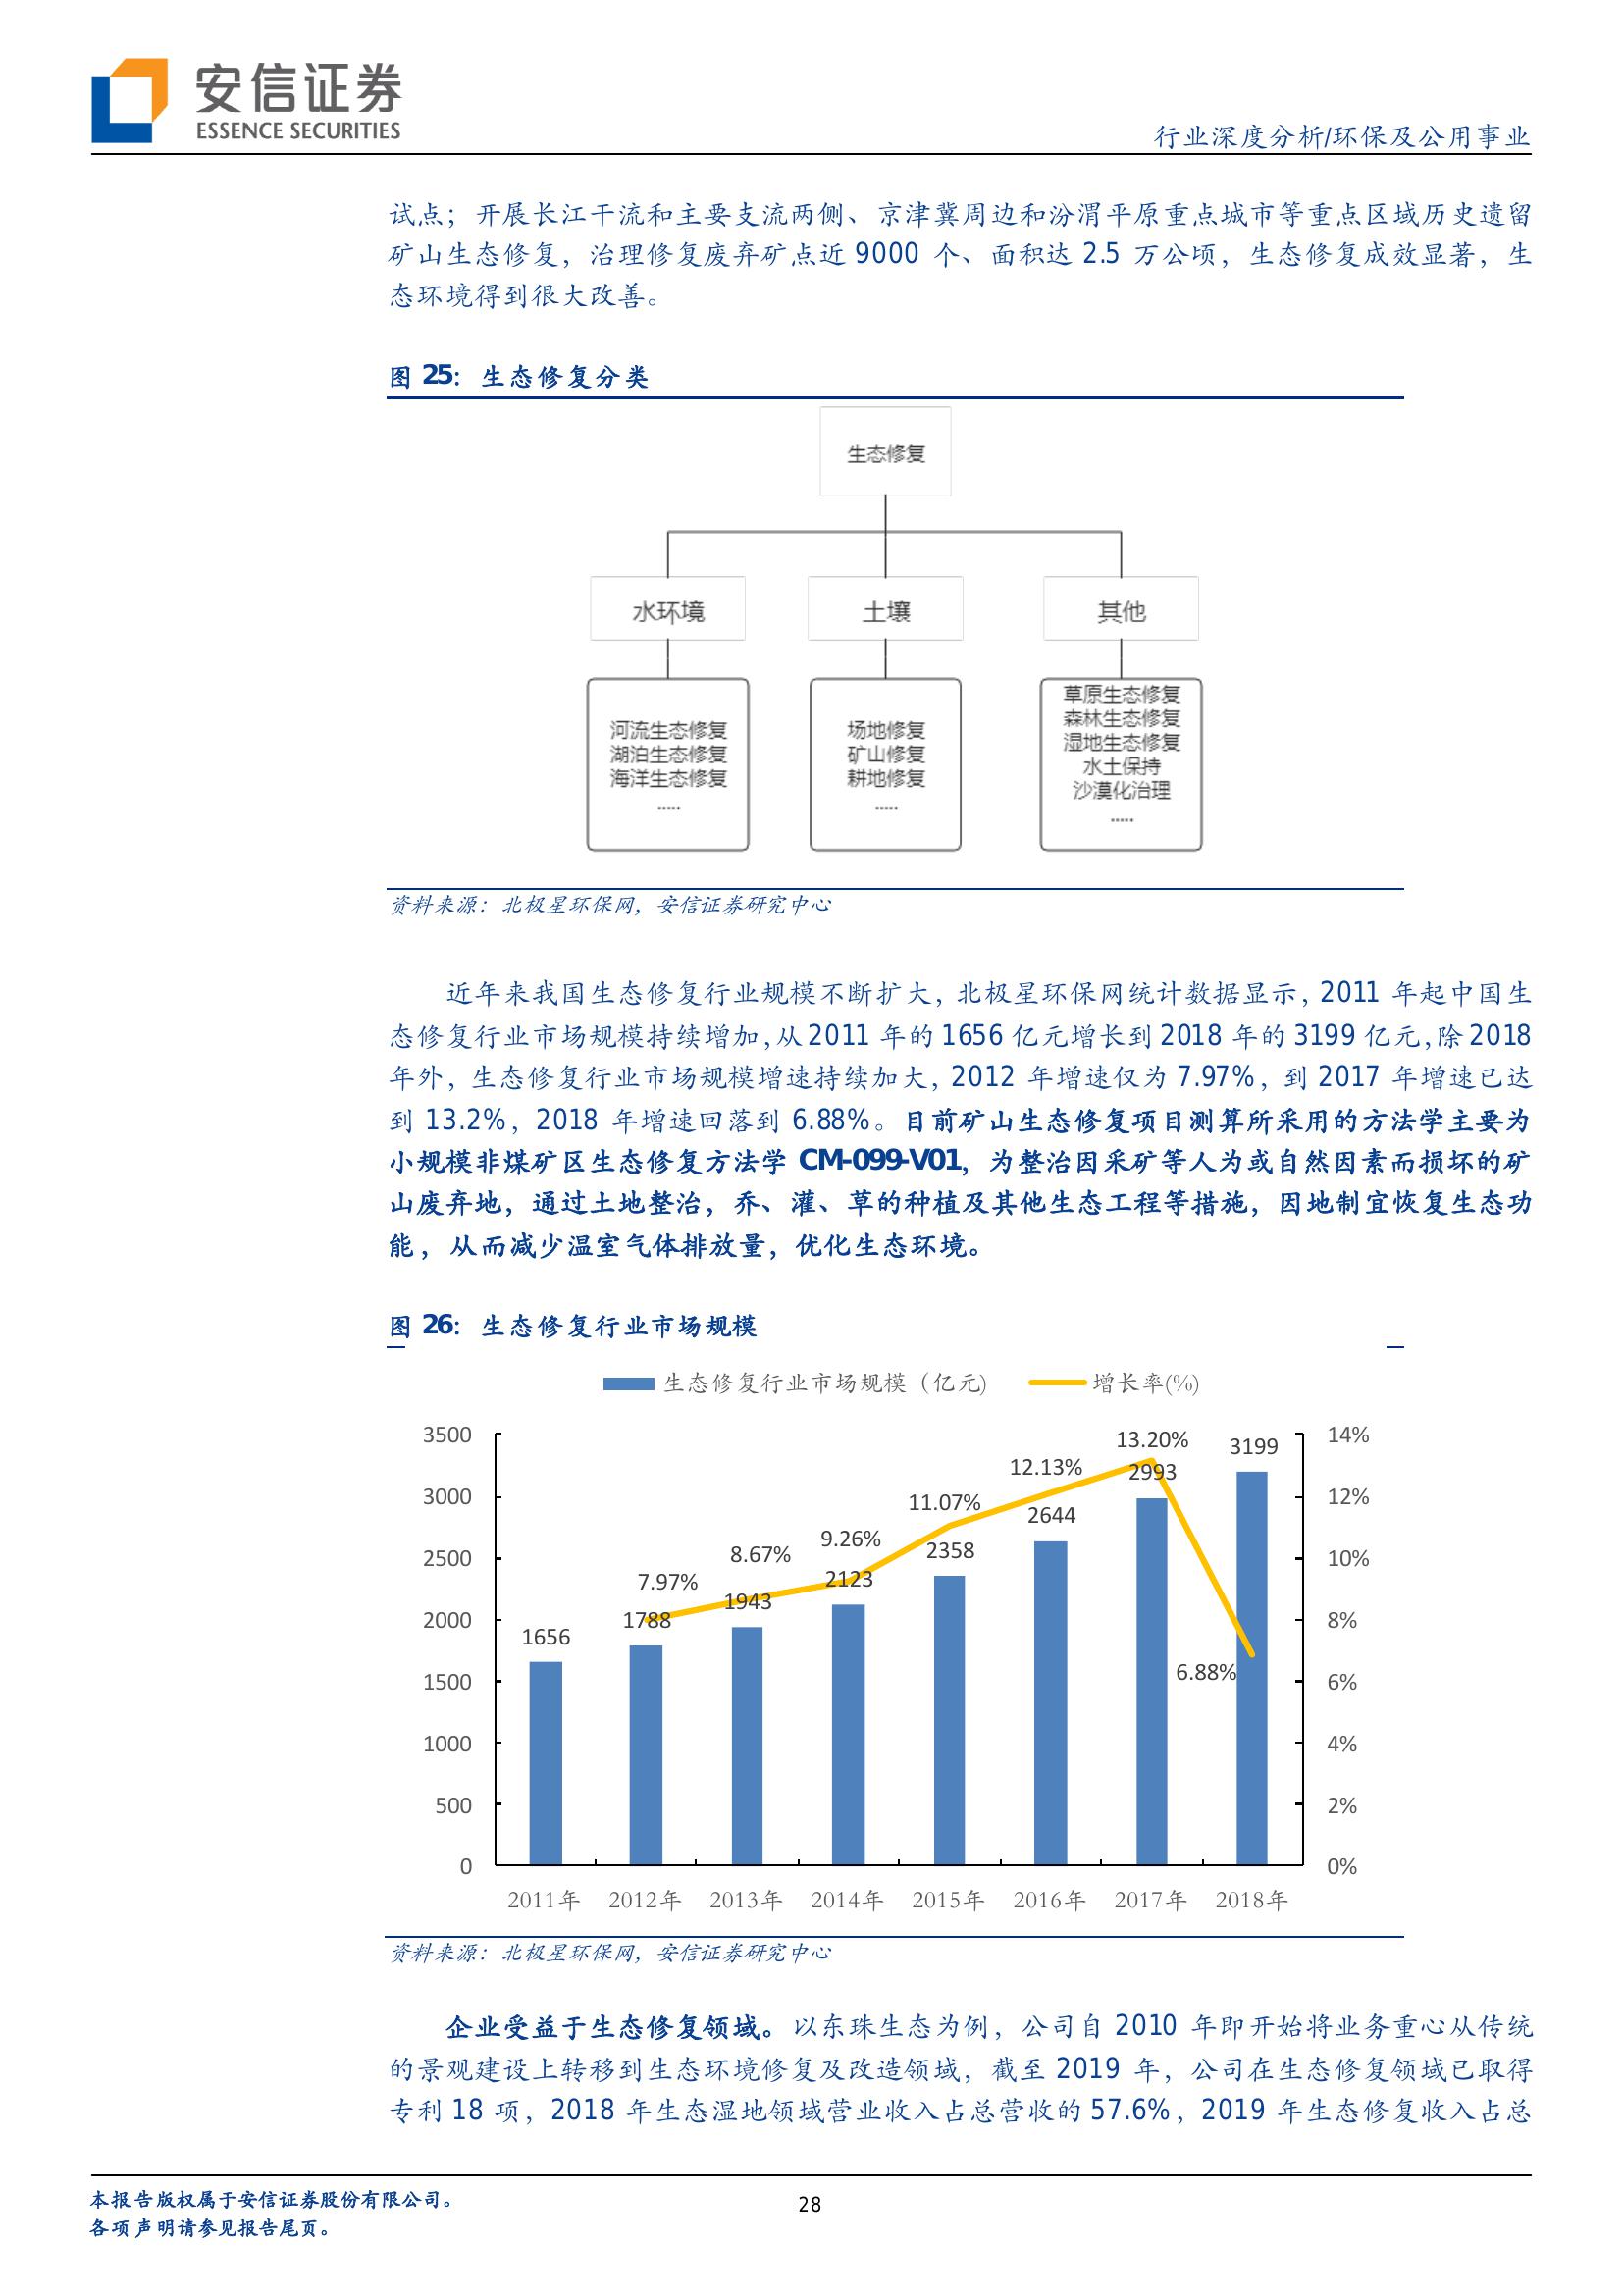 安信证券
ESSENCE SECURITIES
行业深度分析/环保及公用事业
试点；开展长江干流和主要支流两侧、京津冀周边和汾渭平原重点城市等重点区域历史遗留
矿山生态修复，治理修复废弃矿点近 9000 个、面积达 2.5 万公顷，生态修复成效显著，生
态环境得到很大改善。
图 25：生态修复分类
生态修复
水环境
土壤
其他
河流生态修复
湖泊生态修复
海洋生态修复
.....
场地修复
矿山修复
耕地修复
.....
草原生态修复
森林生态修复
湿地生态修复
水土保持
沙漠化治理
.....
资料来源：北极星环保网，安信证券研究中心
近年来我国生态修复行业规模不断扩大，北极星环保网统计数据显示，2011 年起中国生
态修复行业市场规模持续增加，从 2011 年的 1656 亿元增长到 2018 年的 3199 亿元，除 2018
年外，生态修复行业市场规模增速持续加大，2012 年增速仅为 7.97%，到 2017 年增速已达
到 13.2%，2018 年增速回落到 6.88%。目前矿山生态修复项目测算所采用的方法学主要为
小规模非煤矿区生态修复方法学 CM-099-V01，为整治因采矿等人为或自然因素而损坏的矿
山废弃地，通过土地整治，乔、灌、草的种植及其他生态工程等措施，因地制宜恢复生态功
能，从而减少温室气体排放量，优化生态环境。
图 26：生态修复行业市场规模
生态修复行业市场规模（亿元)
增长率(%)
3500
3000
2500
2000
1500
1000
500
0
1656
1788
1943
2123
2358
2644
2993
3199
7.97%
8.67%
9.26%
11.07%
12.13%
13.20%
6.88%
14%
12%
10%
8%
6%
4%
2%
0%
2011年 2012年 2013年 2014年 2015年 2016年 2017年 2018年
资料来源：北极星环保网，安信证券研究中心
企业受益于生态修复领域。以东珠生态为例，公司自 2010 年即开始将业务重心从传统
的景观建设上转移到生态环境修复及改造领域，截至 2019 年，公司在生态修复领域已取得
专利 18 项，2018 年生态湿地领域营业收入占总营收的 57.6%，2019 年生态修复收入占总
本报告版权属于安信证券股份有限公司。
各项声明请参见报告尾页。
28